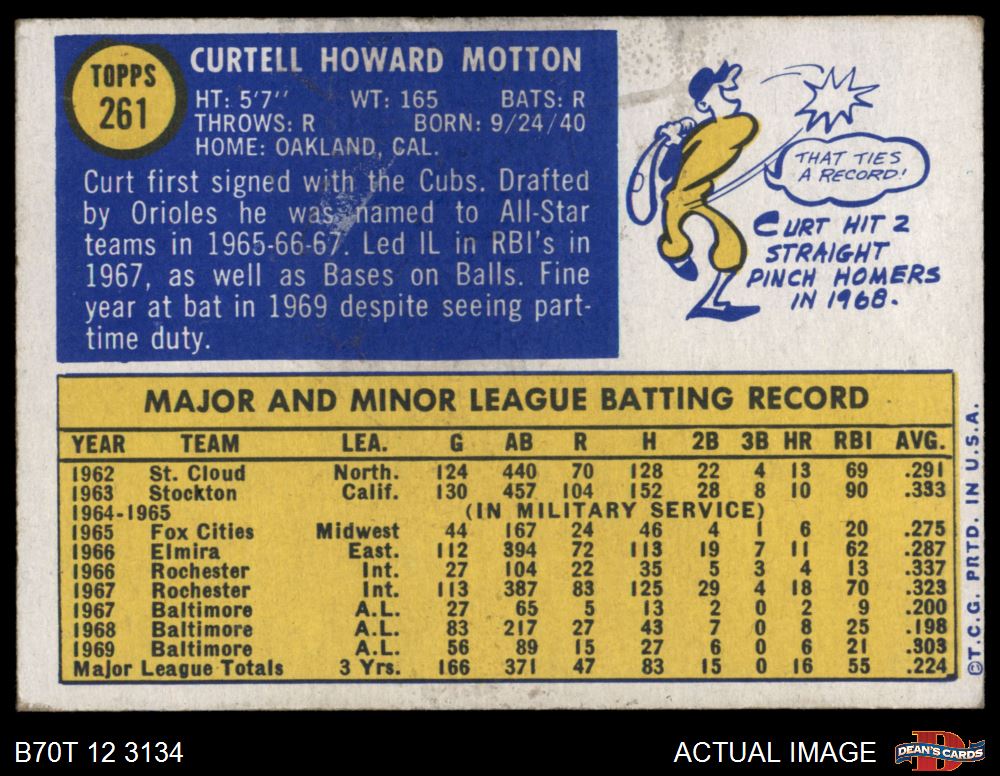 TOPPS
261
CURTELL HOWARD MOTTON
HT: 5'7'' WT: 165 BATS: R
THROWS: R BORN: 9/24/40
HOME: OAKLAND, CAL.
Curt first signed with the Cubs. Drafted
by Orioles he was named to All-Star
teams in 1965-66-67. Led IL in RBI's in
1967, as well as Bases on Balls. Fine
year at bat in 1969 despite seeing part-
time duty.
THAT TIES
A RECORD!
CURT HIT 2
STRAIGHT
PINCH HOMERS
IN 1968.
MAJOR AND MINOR LEAGUE BATTING RECORD
YEAR TEAM LEA. G AB R H 2B 3B HR RBI AVG.
1962 St. Cloud North. 124 440 70 128 22 4 13 69 .291
1963 Stockton Calif. 130 457 104 152 28 8 10 90 .333
1964-1965 (IN MILITARY SERVICE)
1965 Fox Cities Midwest 44 167 24 46 4 1 6 20 .275
1966 Elmira East. 112 394 72 113 19 7 11 62 .287
1966 Rochester Int. 27 104 22 35 5 3 4 13 .337
1967 Rochester Int. 113 387 83 125 29 4 18 70 .323
1967 Baltimore A.L. 27 65 5 13 2 0 2 9 .200
1968 Baltimore A.L. 83 217 27 43 7 0 8 25 .198
1969 Baltimore A.L. 56 89 15 27 6 0 6 21 .303
Major League Totals 3 Yrs. 166 371 47 83 15 0 16 55 .224
©T.C.G. PRTD. IN U.S.A.
B70T 12 3134
ACTUAL IMAGE
D
DEAN'S CARDS